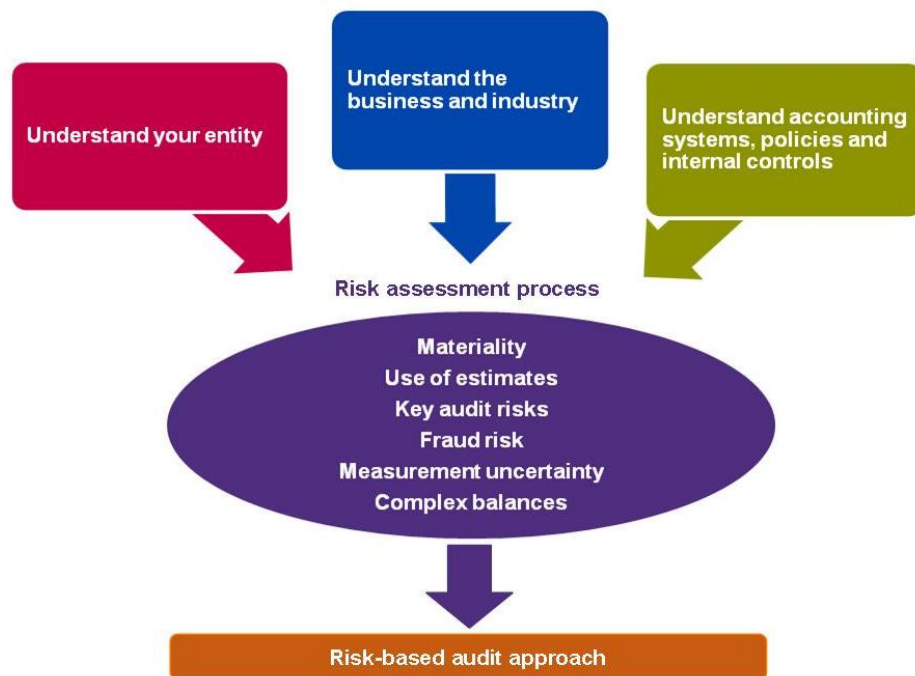 Understand your entity
Understand the
business and industry
Understand accounting
systems, policies and
internal controls
Risk assessment process
Materiality
Use of estimates
Key audit risks
Fraud risk
Measurement uncertainty
Complex balances
Risk-based audit approach